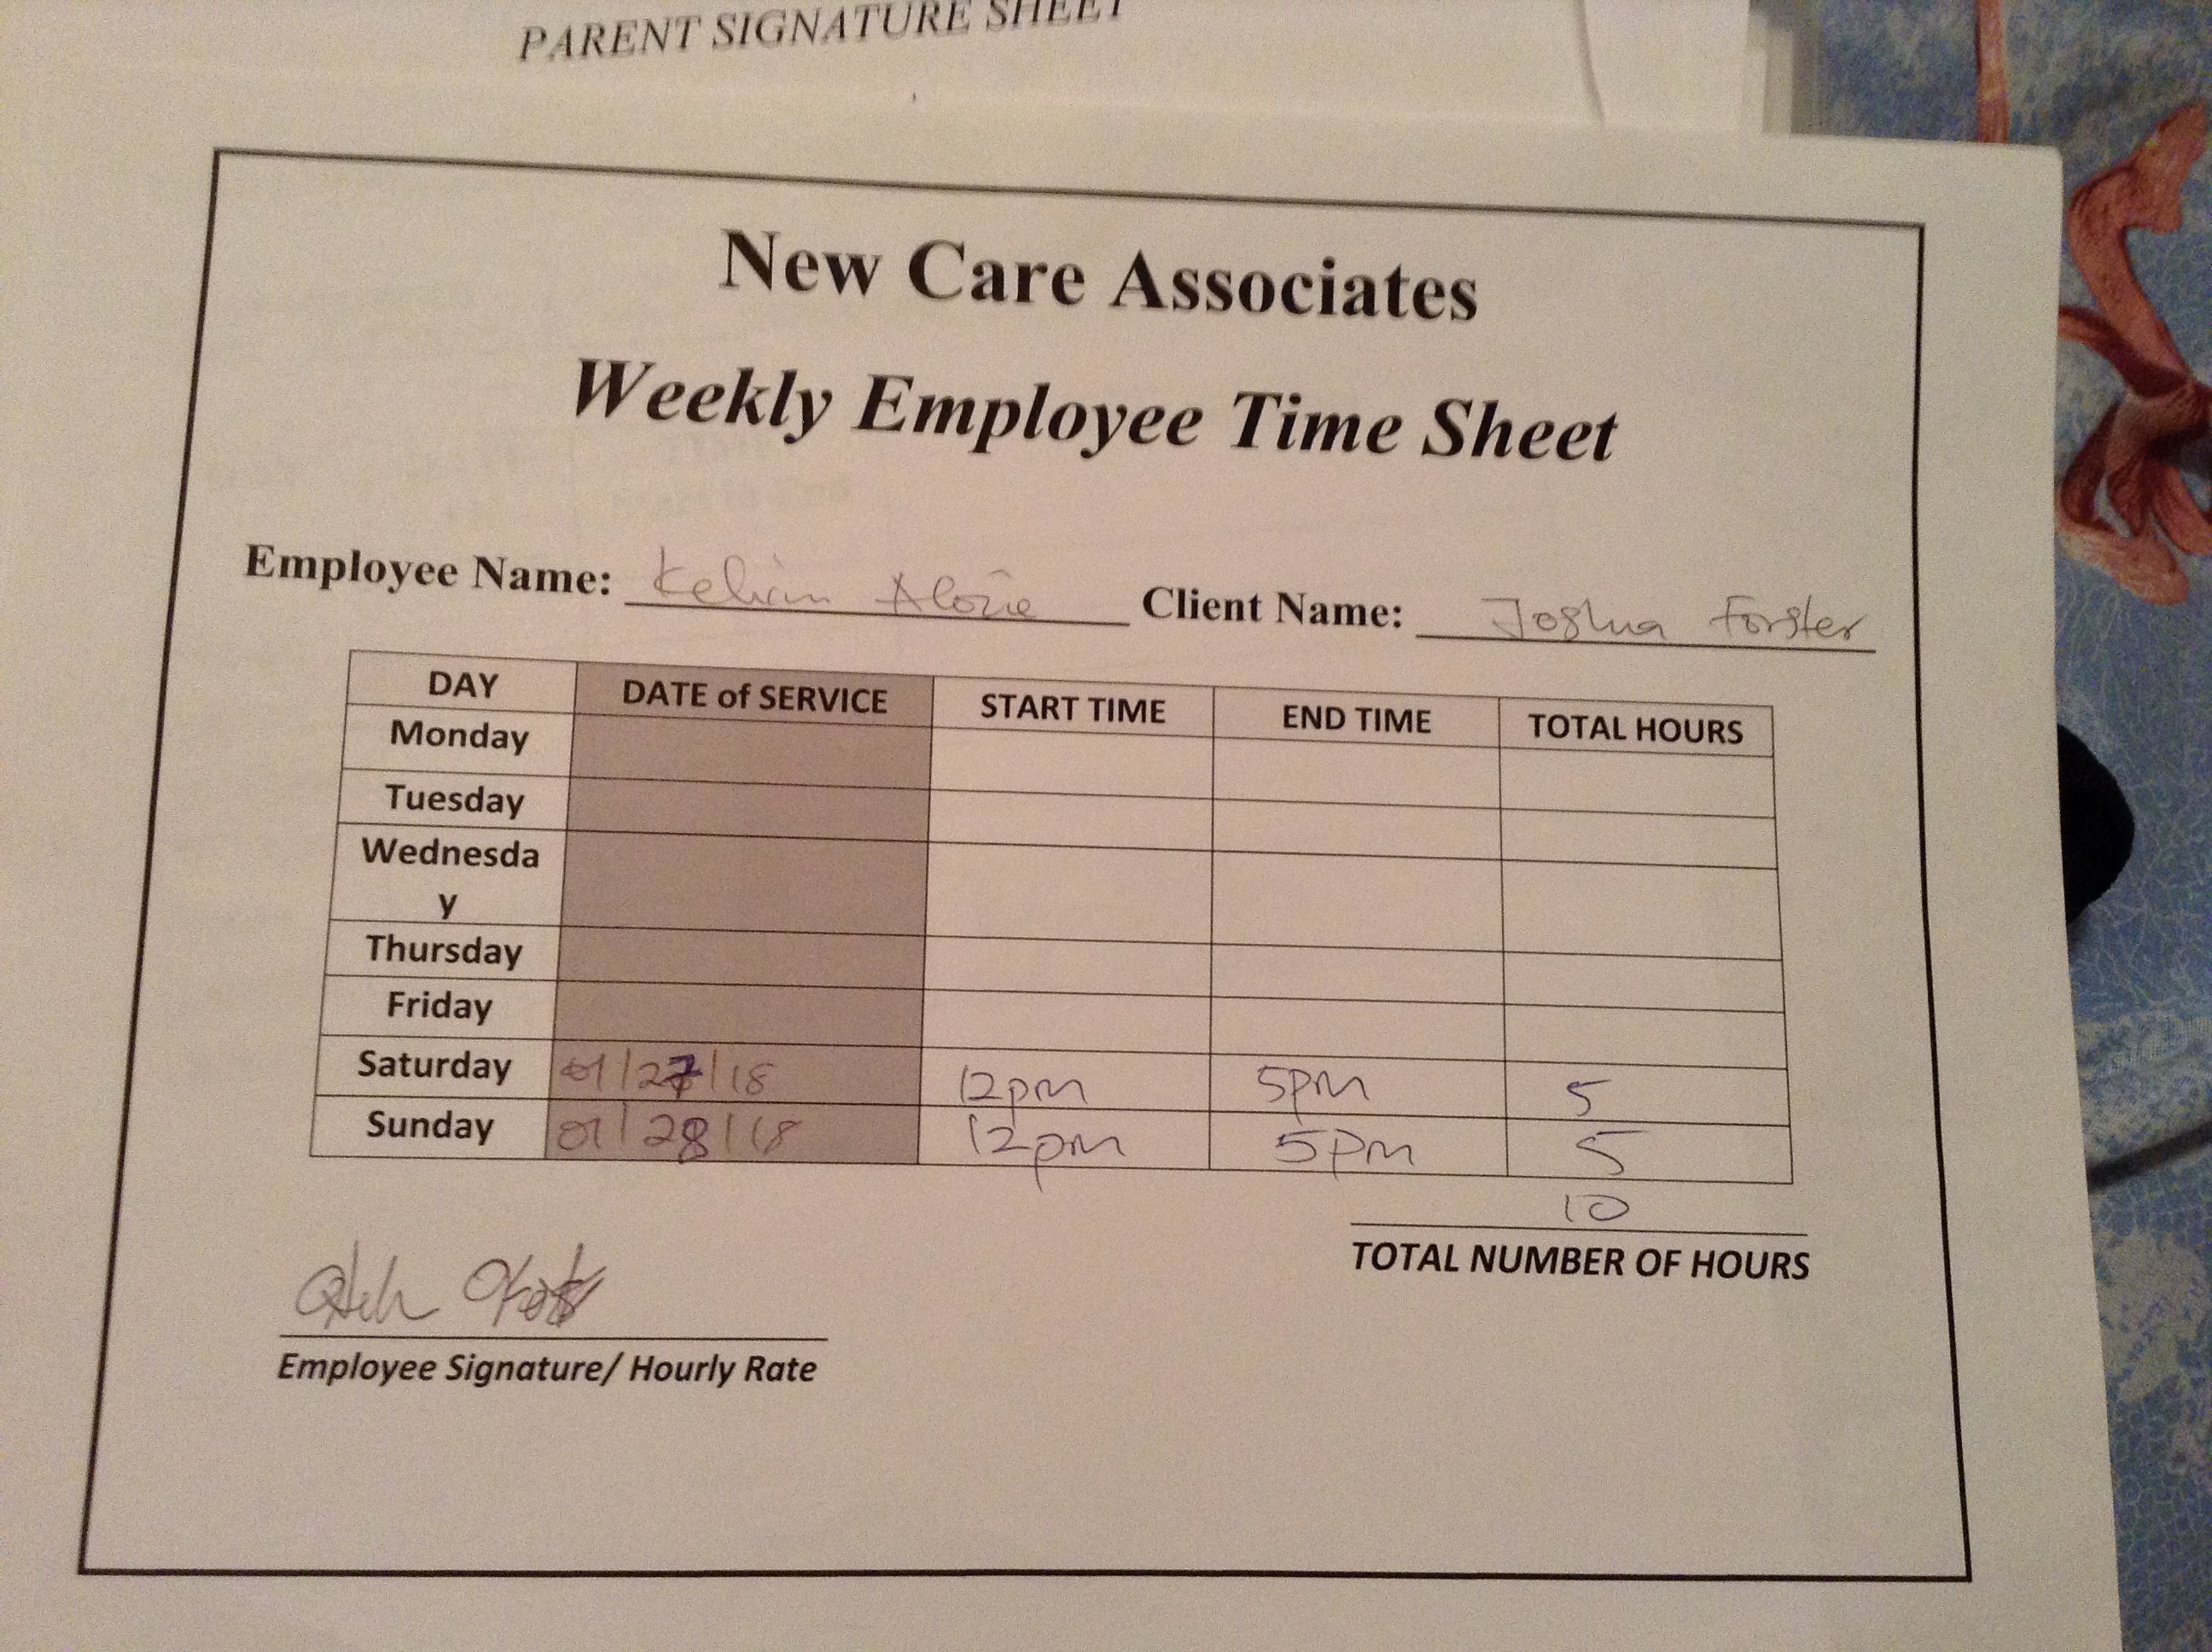 PARENT SIGNATURE SHEET
New Care Associates
Weekly Employee Time Sheet
Employee Name: Kelvin Alozie Client Name: Joshua Forster
DAY DATE of SERVICE START TIME END TIME TOTAL HOURS
Monday
Tuesday
Wednesda
y
Thursday
Friday
Saturday 01/27/18 12pm 5pm 5
Sunday 01/28/18 12pm 5pm 5
10
TOTAL NUMBER OF HOURS
Employee Signature/ Hourly Rate